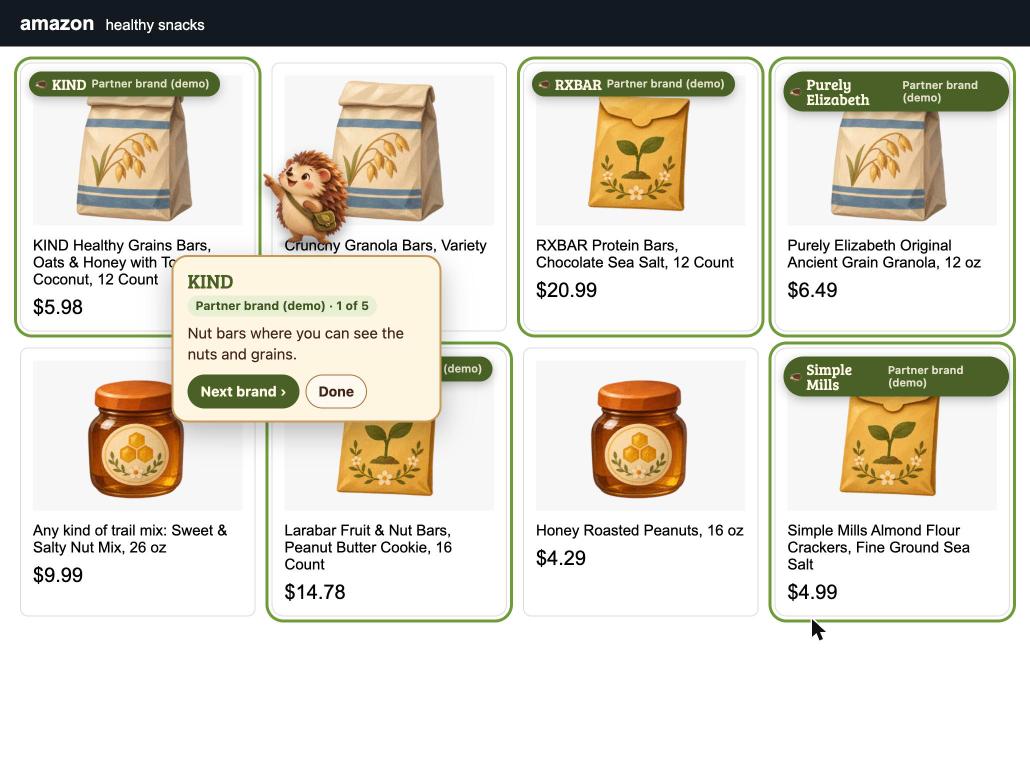 amazon healthy snacks
KIND Partner brand (demo)
RXBAR Partner brand (demo)
Purely Elizabeth
Partner brand (demo)
KIND Healthy Grains Bars,
Oats & Honey with
Coconut, 12 Count
$5.98
Crunchy Granola Bars, Variety
RXBAR Protein Bars,
Chocolate Sea Salt, 12 Count
$20.99
Purely Elizabeth Original
Ancient Grain Granola, 12 oz
$6.49
KIND
Partner brand (demo) · 1 of 5
Nut bars where you can see the
nuts and grains.
Next brand ›
Done
(demo)
Simple Mills
Partner brand (demo)
Any kind of trail mix: Sweet &
Salty Nut Mix, 26 oz
$9.99
Larabar Fruit & Nut Bars,
Peanut Butter Cookie, 16
Count
$14.78
Honey Roasted Peanuts, 16 oz
$4.29
Simple Mills Almond Flour
Crackers, Fine Ground Sea
Salt
$4.99